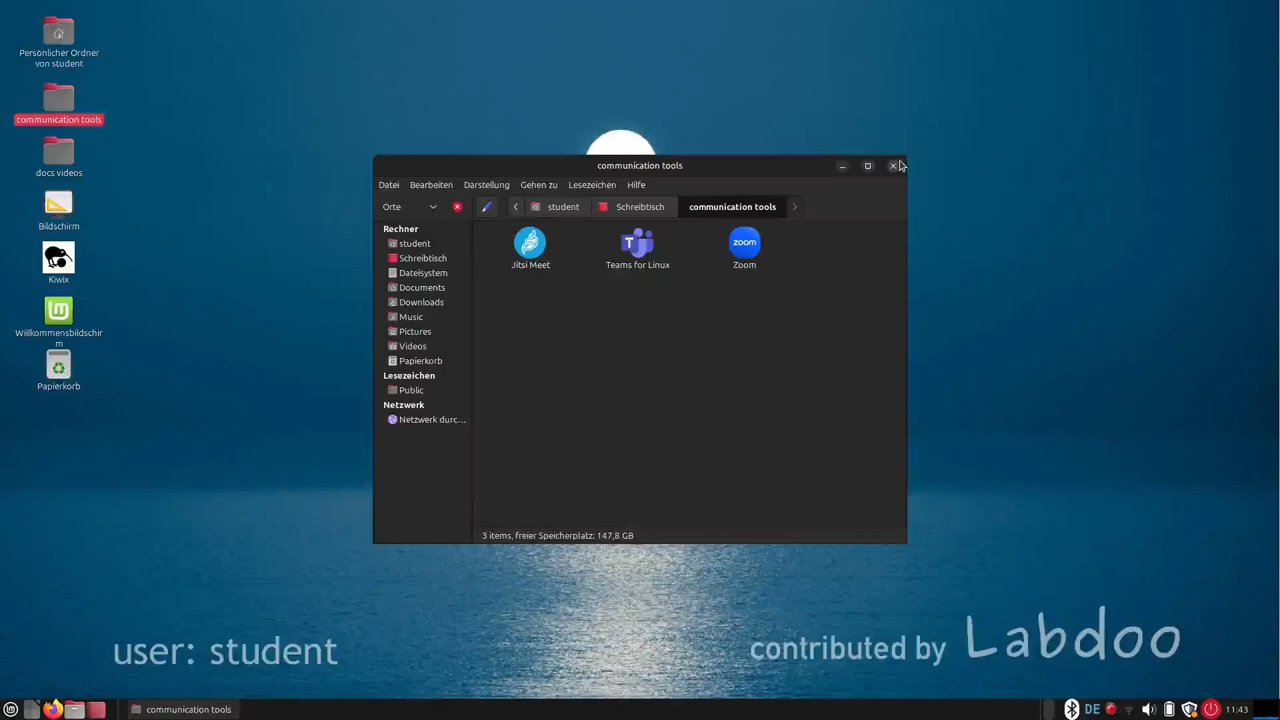 Persönlicher Ordner
von student
communication tools
docs videos
Bildschirm
Kiwix
Willkommensbildschir
m
Papierkorb
communication tools
Datei Bearbeiten Darstellung Gehen zu Lesezeichen Hilfe
Orte
student Schreibtisch communication tools
Rechner
student
Schreibtisch
Dateisystem
Documents
Downloads
Music
Pictures
Videos
Papierkorb
Lesezeichen
Public
Netzwerk
Netzwerk durc...
Jitsi Meet
T
Teams for Linux
zoom
Zoom
3 items, freier Speicherplatz: 147,8 GB
user: student
contributed by Labdoo
communication tools
DE
11:43